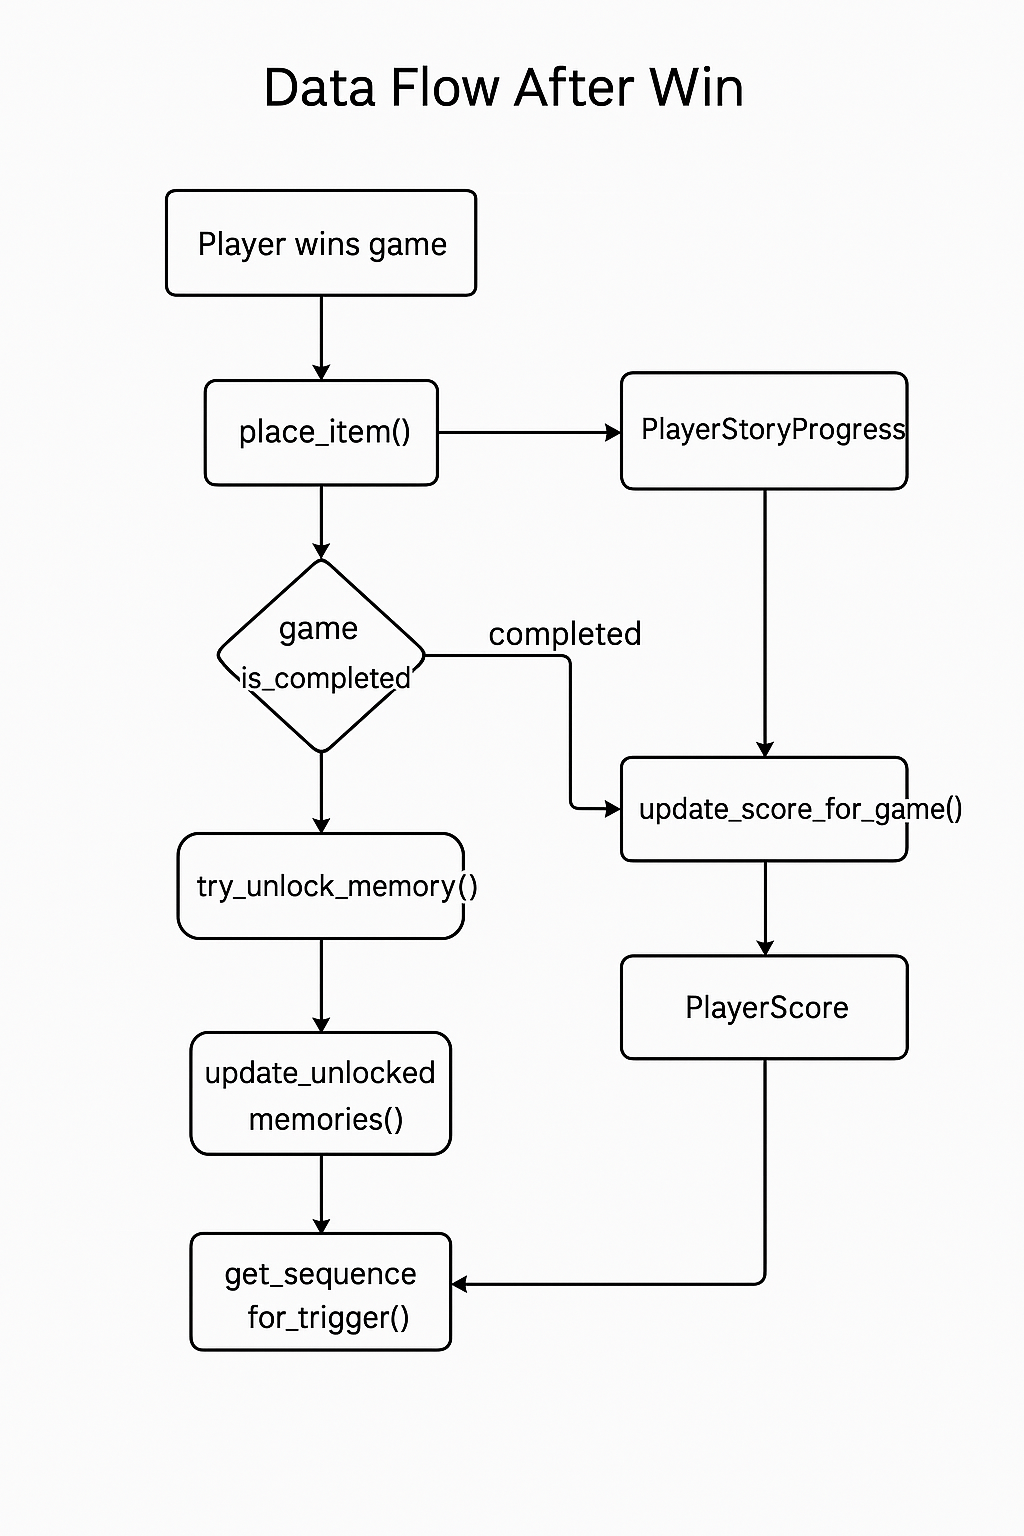 Data Flow After Win
Player wins game
place_item()
PlayerStoryProgress
game
is_completed
completed
update_score_for_game()
try_unlock_memory()
PlayerScore
update_unlocked
memories()
get_sequence
for_trigger()